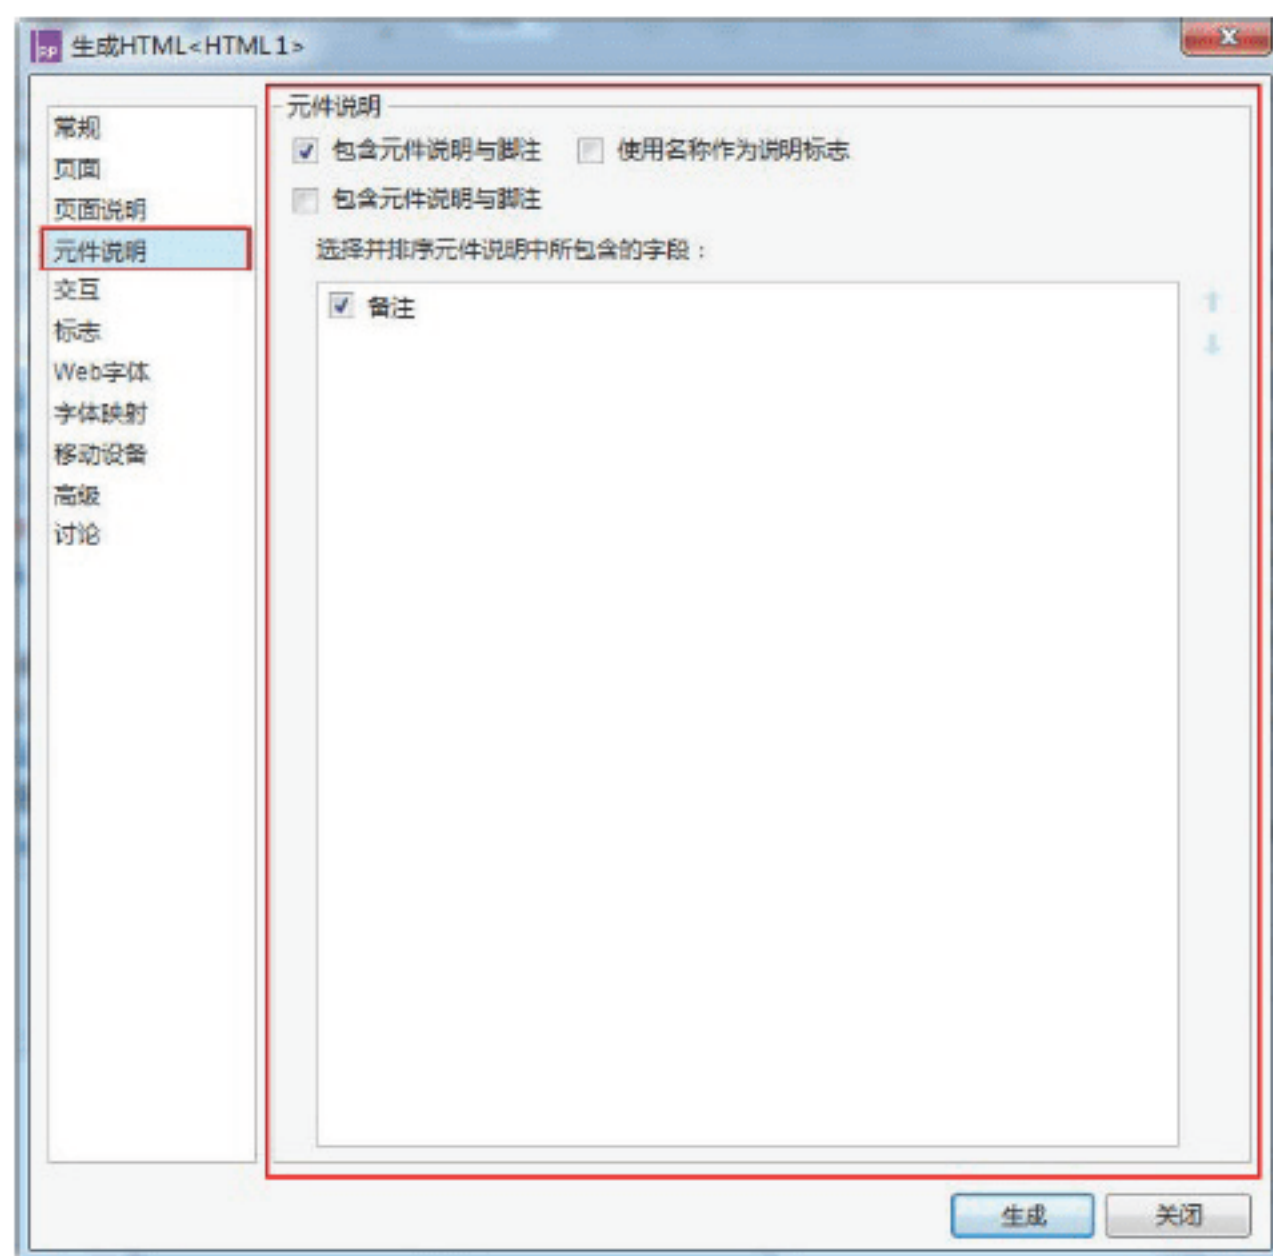 生成HTML<HTML 1>
常规
页面
页面说明
元件说明
交互
标志
Web字体
字体映射
移动设备
高级
讨论
元件说明
包含元件说明与脚注 使用名称作为说明标志
包含元件说明与脚注
选择并排序元件说明中所包含的字段：
备注
生成 关闭